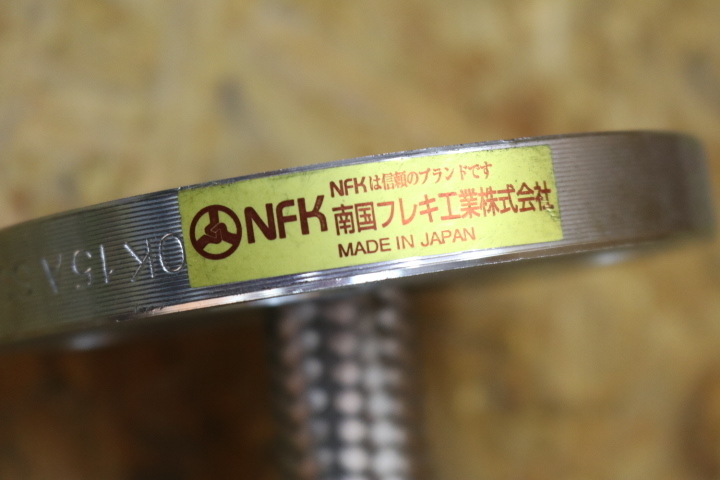 NFKは信頼のブランドです
NFK 南国フレキ工業株式会社
MADE IN JAPAN
10K 15A